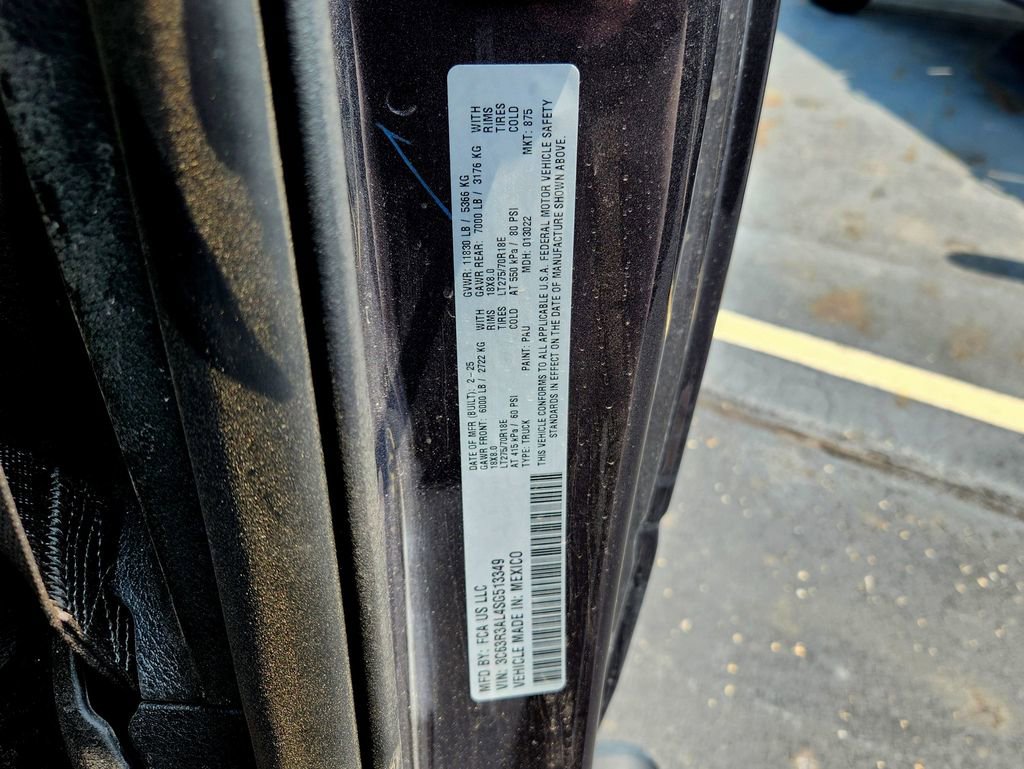 MFD BY: FCA US LLC
DATE OF MFR (BUILT): 2-25
GVWR: 11830 LB / 5366 KG
GAWR FRONT: 6000 LB / 2722 KG WITH
GAWR REAR: 7000 LB / 3176 KG WITH
18X8.0 RIMS
18X8.0 RIMS
LT275/70R18E TIRES
LT275/70R18E TIRES
AT 415 kPa / 60 PSI COLD
AT 550 kPa / 80 PSI COLD
VIN: 3C63R3AL4SG513349
TYPE: TRUCK PAINT: PAU MDH: 013022 MKT: 875
VEHICLE MADE IN: MEXICO
THIS VEHICLE CONFORMS TO ALL APPLICABLE U.S.A. FEDERAL MOTOR VEHICLE SAFETY
STANDARDS IN EFFECT ON THE DATE OF MANUFACTURE SHOWN ABOVE.